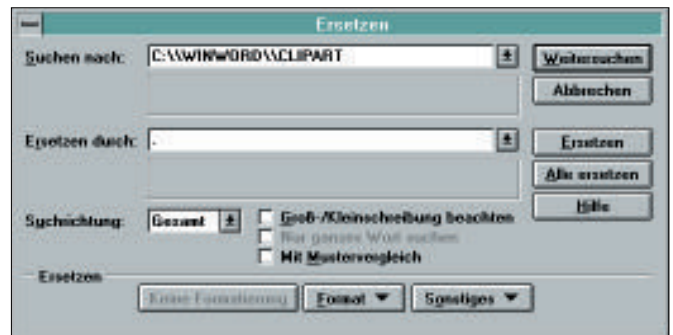 Ersetzen
Suchen nach: C:\\WINWORD\\CLIPART
Weitersuchen
Abbrechen
Ersetzen durch: .
Ersetzen
Alle ersetzen
Hilfe
Suchrichtung: Gesamt
Groß-/Kleinschreibung beachten
Nur ganzes Wort suchen
Mit Mustervergleich
Ersetzen
Keine Formatierung Format Sonstiges